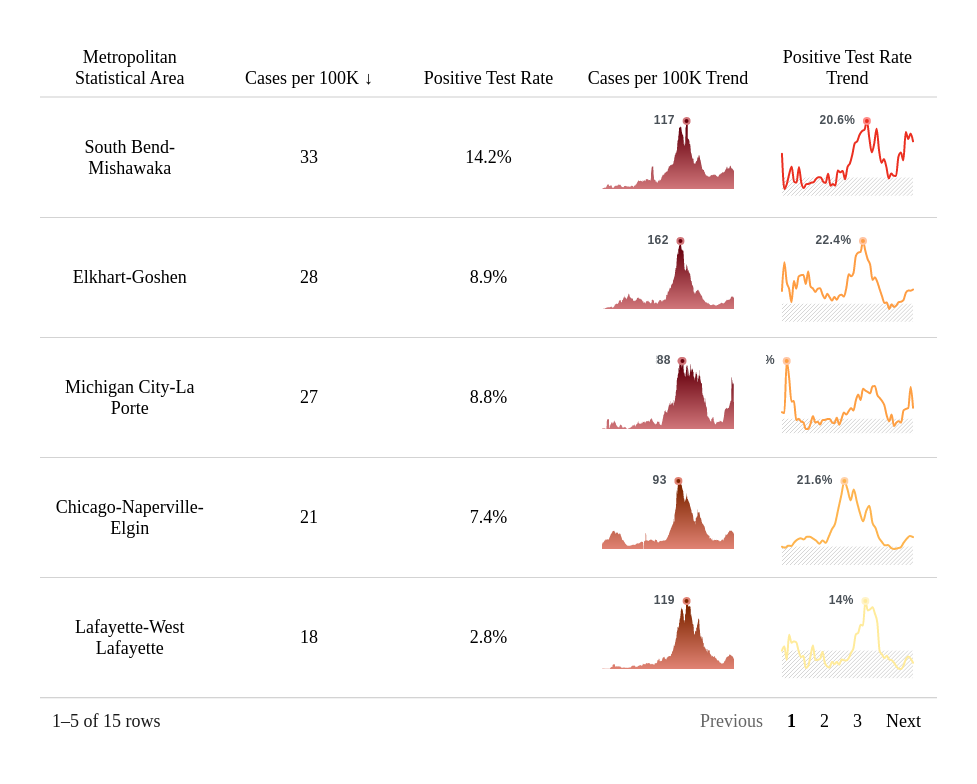 Metropolitan
Statistical Area
Cases per 100K ↓
Positive Test Rate
Cases per 100K Trend
Positive Test Rate
Trend
South Bend-
Mishawaka
33
14.2%
117
20.6%
Elkhart-Goshen
28
8.9%
162
22.4%
Michigan City-La
Porte
27
8.8%
88
%
Chicago-Naperville-
Elgin
21
7.4%
93
21.6%
Lafayette-West
Lafayette
18
2.8%
119
14%
1–5 of 15 rows
Previous 1 2 3 Next